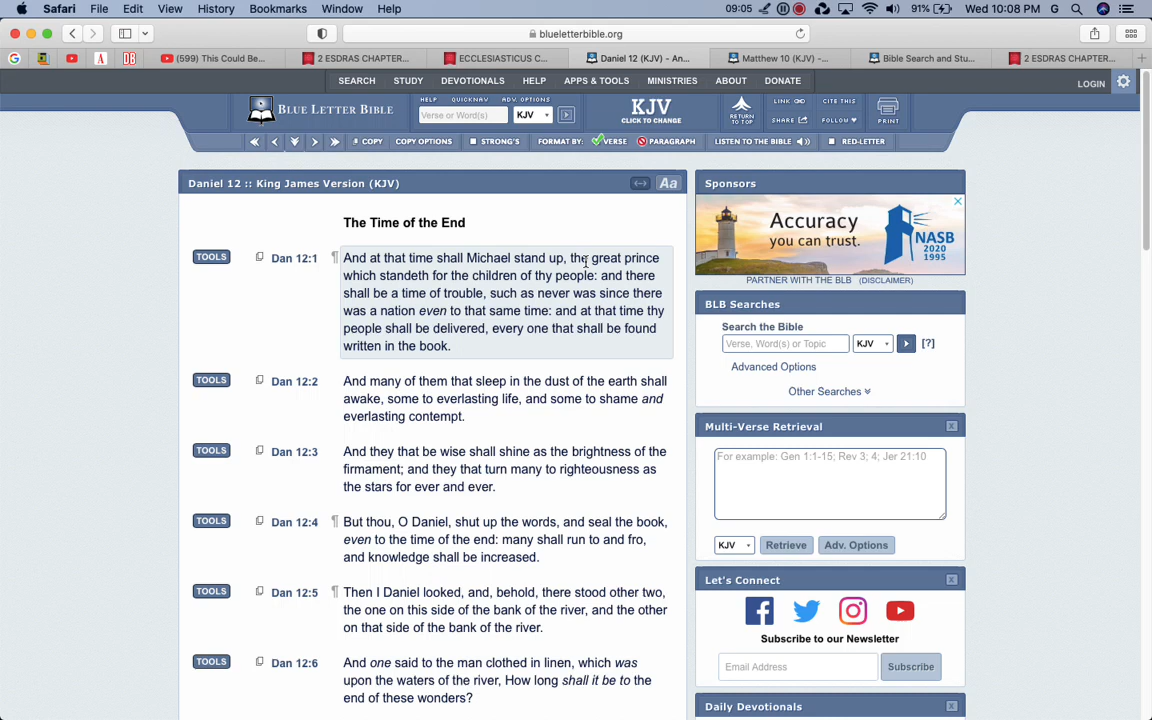 Safari File Edit View History Bookmarks Window Help 09:05 91% Wed 10:08 PM G
blueletterbible.org
(599) This Could Be... 2 ESDRAS CHAPTER... ECCLESIASTICUS C... Daniel 12 (KJV) - An... Matthew 10 (KJV) -... Bible Search and Stu... 2 ESDRAS CHAPTER...
SEARCH STUDY DEVOTIONALS HELP APPS & TOOLS MINISTRIES ABOUT DONATE LOGIN
BLUE LETTER BIBLE
HELP QUICKNAV ADV. OPTIONS
Verse or Word(s) KJV
KJV
CLICK TO CHANGE
RETURN TO TOP
LINK CITE THIS
SHARE FOLLOW
PRINT
COPY COPY OPTIONS STRONG'S FORMAT BY: VERSE PARAGRAPH LISTEN TO THE BIBLE RED-LETTER
Daniel 12 :: King James Version (KJV) Aa
The Time of the End
TOOLS Dan 12:1 ¶ And at that time shall Michael stand up, the great prince
which standeth for the children of thy people: and there
shall be a time of trouble, such as never was since there
was a nation even to that same time: and at that time thy
people shall be delivered, every one that shall be found
written in the book.
TOOLS Dan 12:2 And many of them that sleep in the dust of the earth shall
awake, some to everlasting life, and some to shame and
everlasting contempt.
TOOLS Dan 12:3 And they that be wise shall shine as the brightness of the
firmament; and they that turn many to righteousness as
the stars for ever and ever.
TOOLS Dan 12:4 ¶ But thou, O Daniel, shut up the words, and seal the book,
even to the time of the end: many shall run to and fro,
and knowledge shall be increased.
TOOLS Dan 12:5 ¶ Then I Daniel looked, and, behold, there stood other two,
the one on this side of the bank of the river, and the other
on that side of the bank of the river.
TOOLS Dan 12:6 And one said to the man clothed in linen, which was
upon the waters of the river, How long shall it be to the
end of these wonders?
Sponsors
Accuracy
you can trust.
NASB
1995
2020
PARTNER WITH THE BLB (DISCLAIMER)
BLB Searches
Search the Bible
Verse, Word(s) or Topic KJV [?]
Advanced Options
Other Searches
Multi-Verse Retrieval x
For example: Gen 1:1-15; Rev 3; 4; Jer 21:10
KJV Retrieve Adv. Options
Let's Connect x
Subscribe to our Newsletter
Email Address Subscribe
Daily Devotionals x